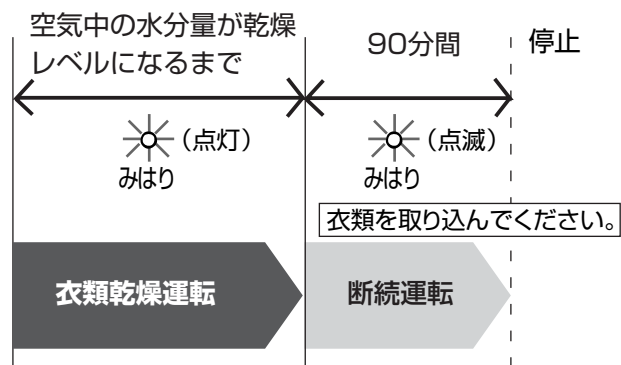 空気中の水分量が乾燥
レベルになるまで
90分間
停止
（点灯）
みはり
（点滅）
みはり
衣類を取り込んでください。
衣類乾燥運転
断続運転